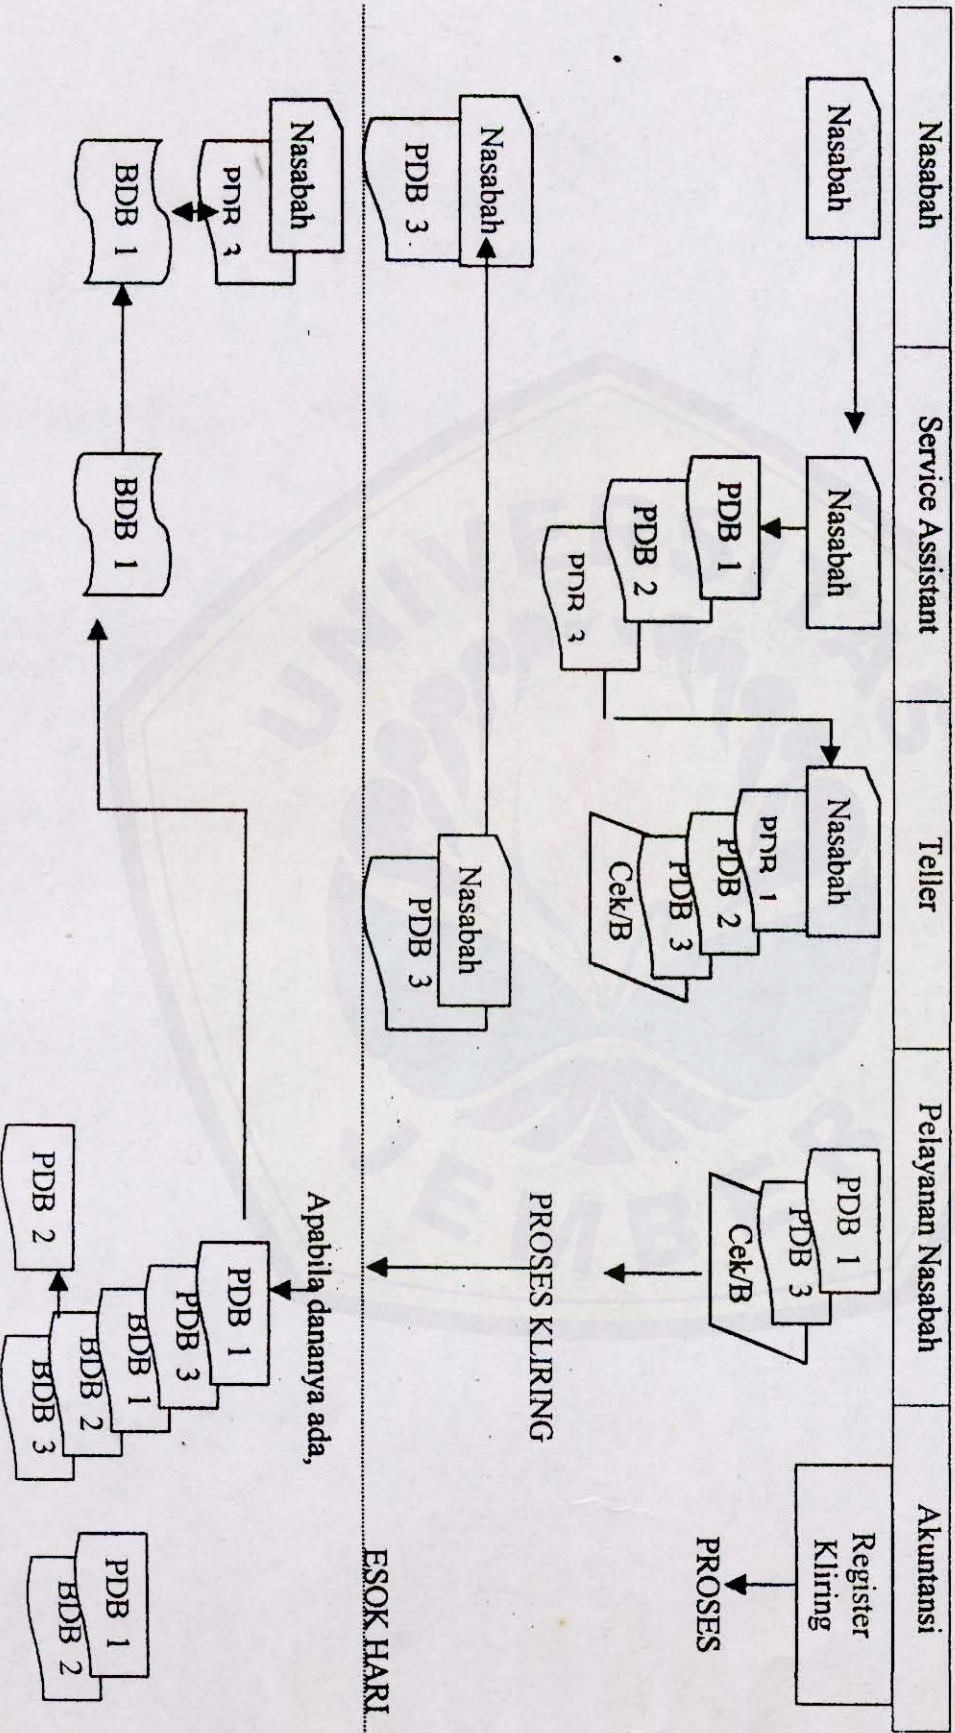 Nasabah
Service Assistant
Teller
Pelayanan Nasabah
Akuntansi
Nasabah
Nasabah
PDB 1
PDB 2
PDB 3
Nasabah
PDB 1
PDB 2
PDB 3
Cek/B
PDB 1
PDB 3
Cek/B
Register
Kliring
PROSES
PROSES KLIRING
Nasabah
PDB 3
Nasabah
PDB 3
ESOK HARI
Apabila dananya ada,
Nasabah
PDB 3
BDB 1
BDB 1
PDB 1
PDB 3
BDB 1
BDB 2
BDB 3
PDB 2
PDB 1
BDB 2
UNIVERSITAS
JEMBER